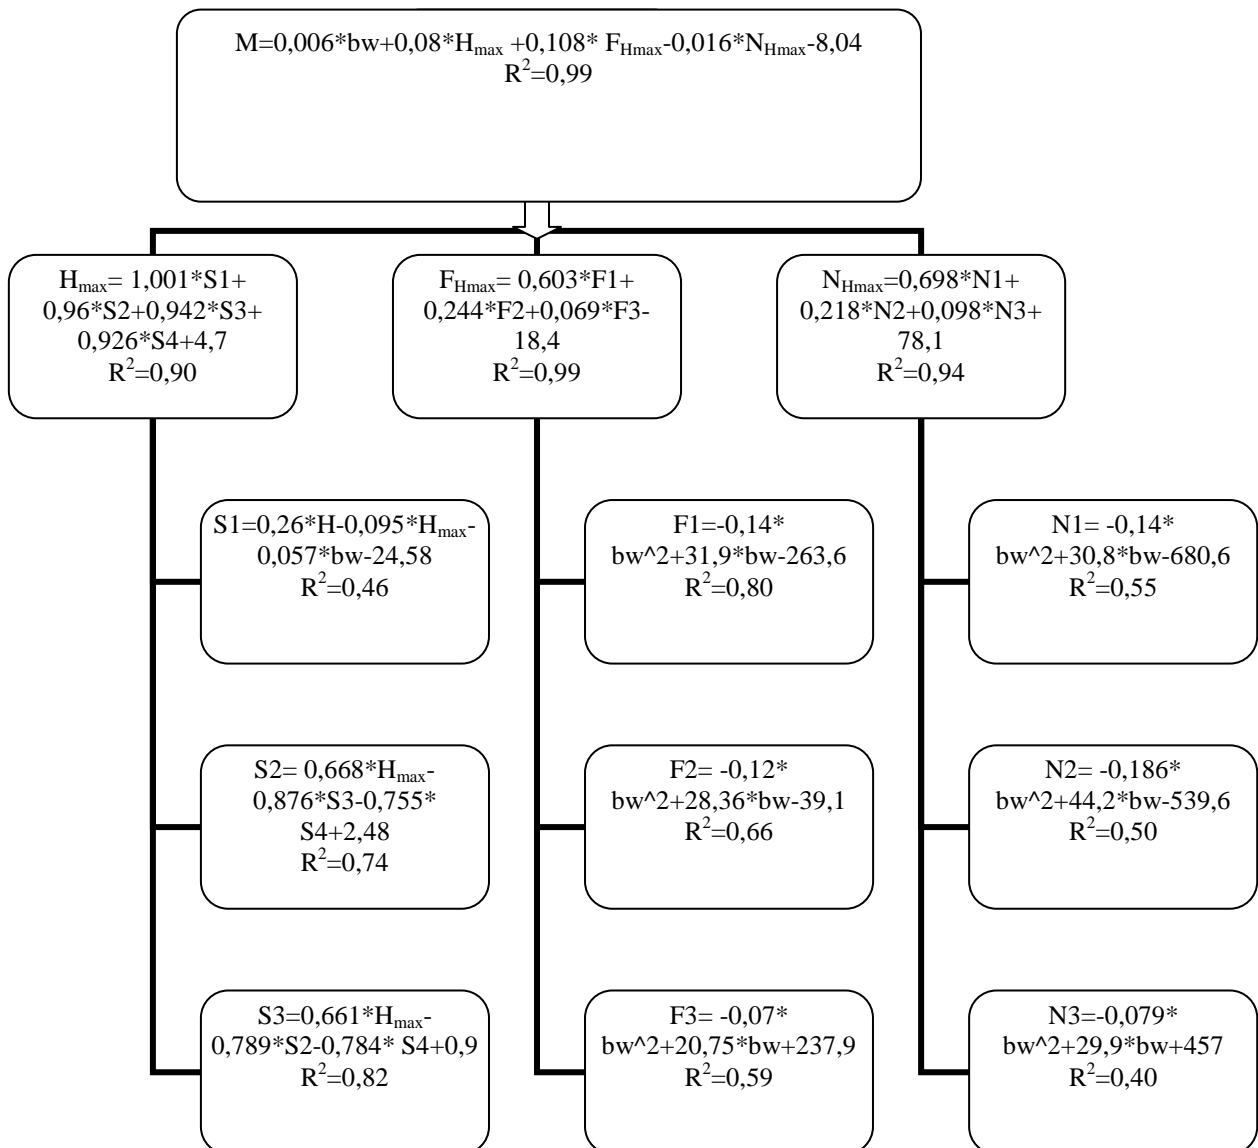 M=0,006*bw+0,08*Hmax +0,108* FHmax-0,016*NHmax-8,04
R²=0,99
Hmax= 1,001*S1+
0,96*S2+0,942*S3+
0,926*S4+4,7
R²=0,90
FHmax= 0,603*F1+
0,244*F2+0,069*F3-
18,4
R²=0,99
NHmax=0,698*N1+
0,218*N2+0,098*N3+
78,1
R²=0,94
S1=0,26*H-0,095*Hmax-
0,057*bw-24,58
R²=0,46
F1=-0,14*
bw^2+31,9*bw-263,6
R²=0,80
N1= -0,14*
bw^2+30,8*bw-680,6
R²=0,55
S2= 0,668*Hmax-
0,876*S3-0,755*
S4+2,48
R²=0,74
F2= -0,12*
bw^2+28,36*bw-39,1
R²=0,66
N2= -0,186*
bw^2+44,2*bw-539,6
R²=0,50
S3=0,661*Hmax-
0,789*S2-0,784* S4+0,9
R²=0,82
F3= -0,07*
bw^2+20,75*bw+237,9
R²=0,59
N3=-0,079*
bw^2+29,9*bw+457
R²=0,40